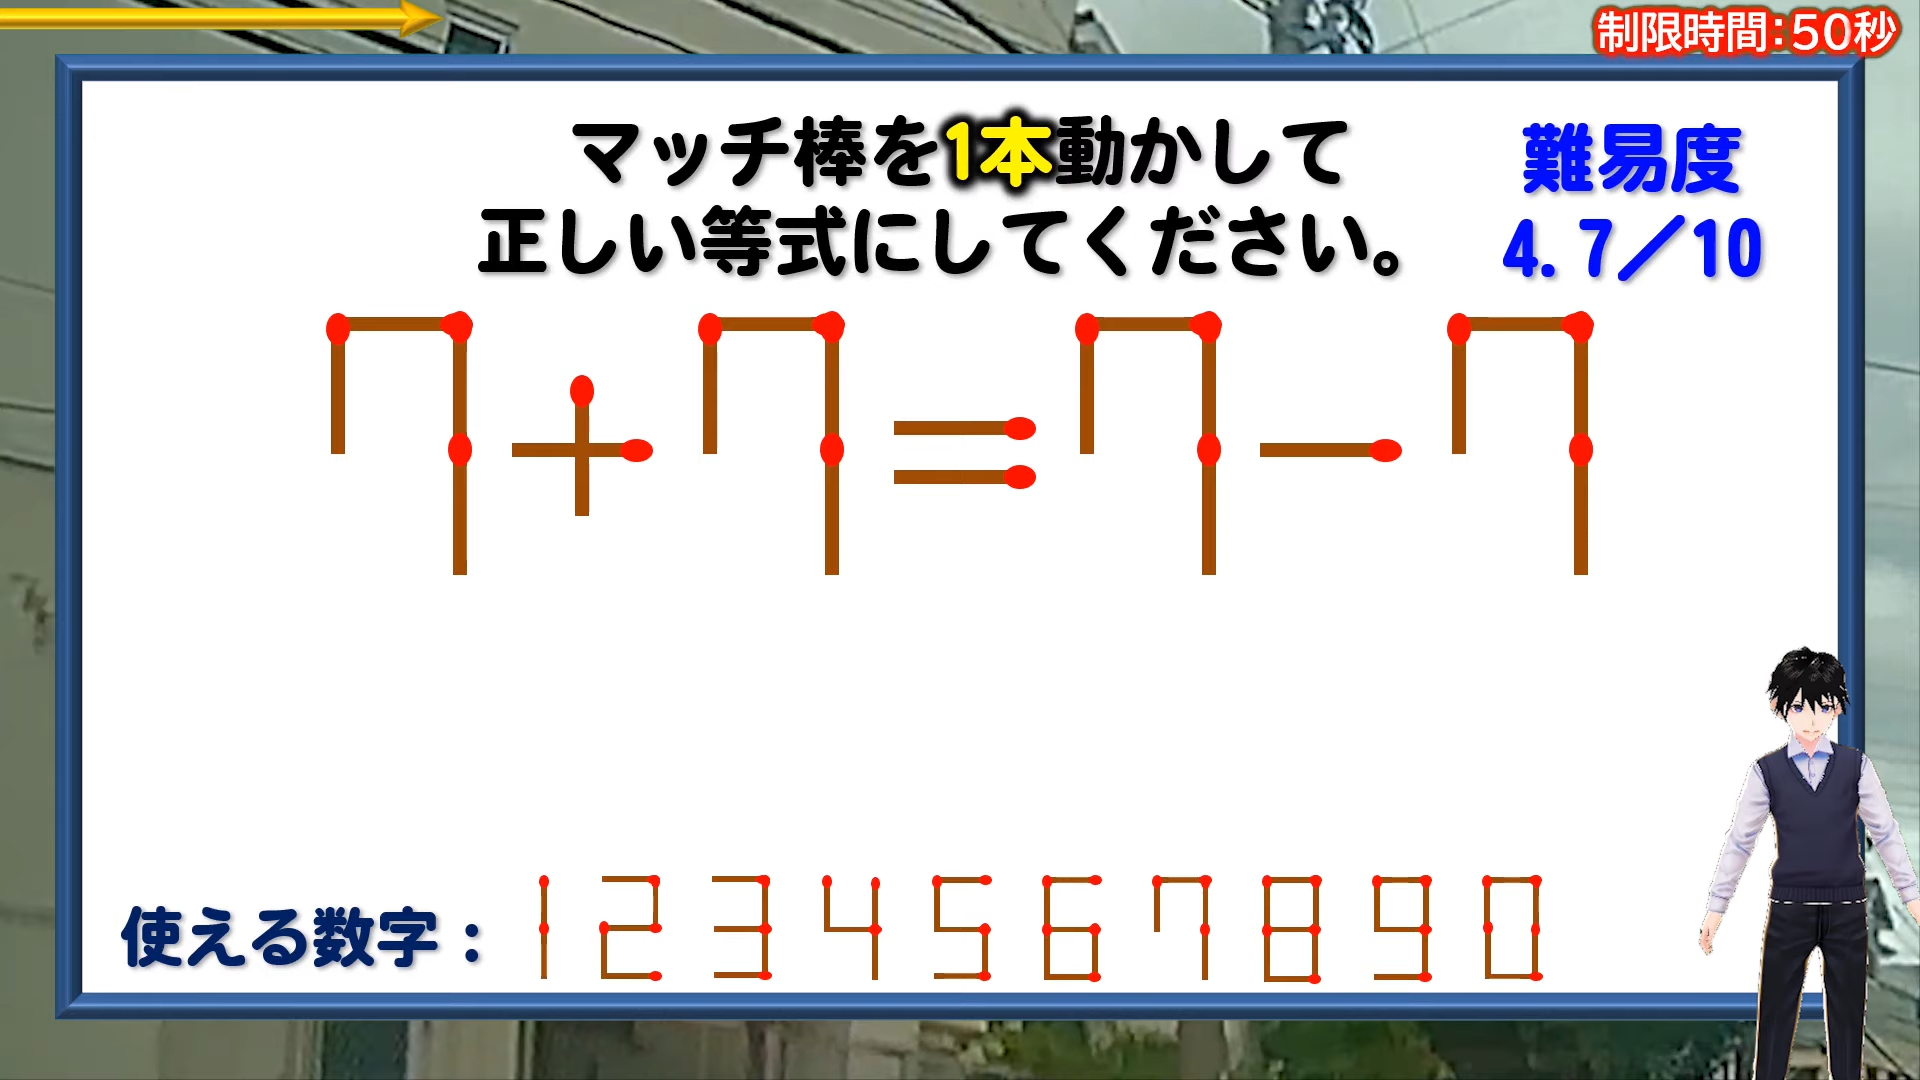 制限時間:50秒
マッチ棒を1本動かして
正しい等式にしてください。
難易度
4.7/10
7+7=7-7
使える数字:1234567890